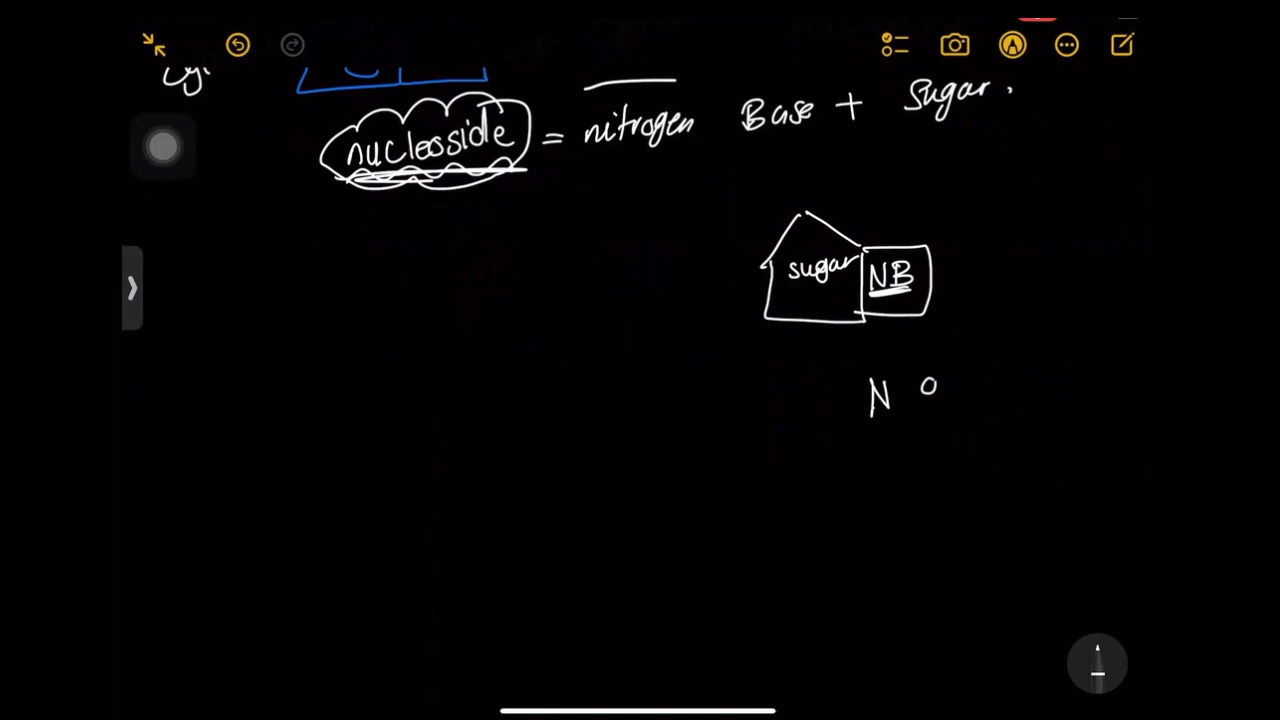 nucleoside = nitrogen Base + Sugar.
sugar NB
N o